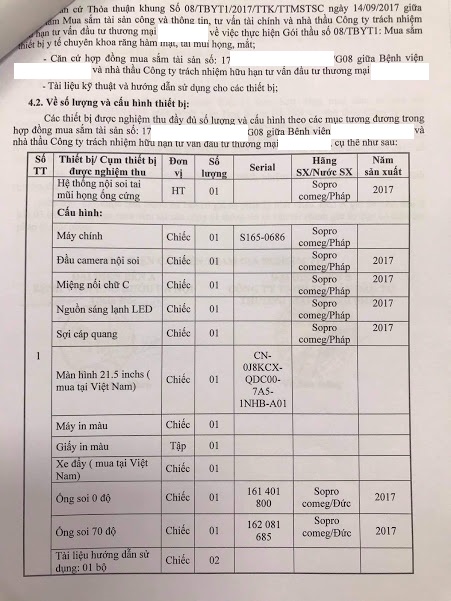 cứ Thỏa thuận khung Số 08/TBYT1/2017/TTK/TTMSTSC ngày 14/09/2017 giữa
Mua sắm tài sản công và thông tin, tư vấn tài chính và nhà thầu Công ty trách nhiệm
hạn tư vấn đầu tư thương mại về việc thực hiện Gói thầu số 08/TBYT1: Mua sắm
thiết bị y tế chuyên khoa răng hàm mặt, tai mũi họng, mắt;
- Căn cứ hợp đồng mua sắm tài sản số: 17 /G08 giữa Bệnh viện
và nhà thầu Công ty trách nhiệm hữu hạn tư vấn đầu tư thương mại
- Tài liệu kỹ thuật và hướng dẫn sử dụng cho các thiết bị;
4.2. Về số lượng và cấu hình thiết bị:
Các thiết bị được nghiệm thu đầy đủ số lượng và cấu hình theo các mục tương đương trong
hợp đồng mua sắm tài sản số: 17 G08 giữa Bênh viên và
nhà thầu Công ty trách nhiệm hữu hạn tư vấn đầu tư thương mại , cụ thể như sau:
Số TT Thiết bị/ Cụm thiết bị được nghiệm thu Đơn vị Số lượng Serial Hãng SX/Nước SX Năm sản xuất
1
Hệ thống nội soi tai mũi họng ống cứng HT 01 Sopro comeg/Pháp 2017
Cấu hình:
Máy chính Chiếc 01 S165-0686 Sopro comeg/Pháp
Đầu camera nội soi Chiếc 01 Sopro comeg/Pháp 2017
Miệng nối chữ C Chiếc 01 Sopro comeg/Pháp 2017
Nguồn sáng lạnh LED Chiếc 01 Sopro comeg/Pháp 2017
Sợi cáp quang Chiếc 01 Sopro comeg/Pháp
Màn hình 21.5 inchs ( mua tại Việt Nam) Chiếc 01 CN-0J8KCX-QDC00-7A5-1NHB-A01
Máy in màu Chiếc 01
Giấy in màu Tập 01
Xe đẩy ( mua tại Việt Nam) Chiếc 01
Ống soi 0 độ Chiếc 01 161 401 800 Sopro comeg/Đức 2017
Ống soi 70 độ Chiếc 01 162 081 685 Sopro comeg/Đức 2017
Tài liệu hướng dẫn sử dụng: 01 bộ Chiếc 02